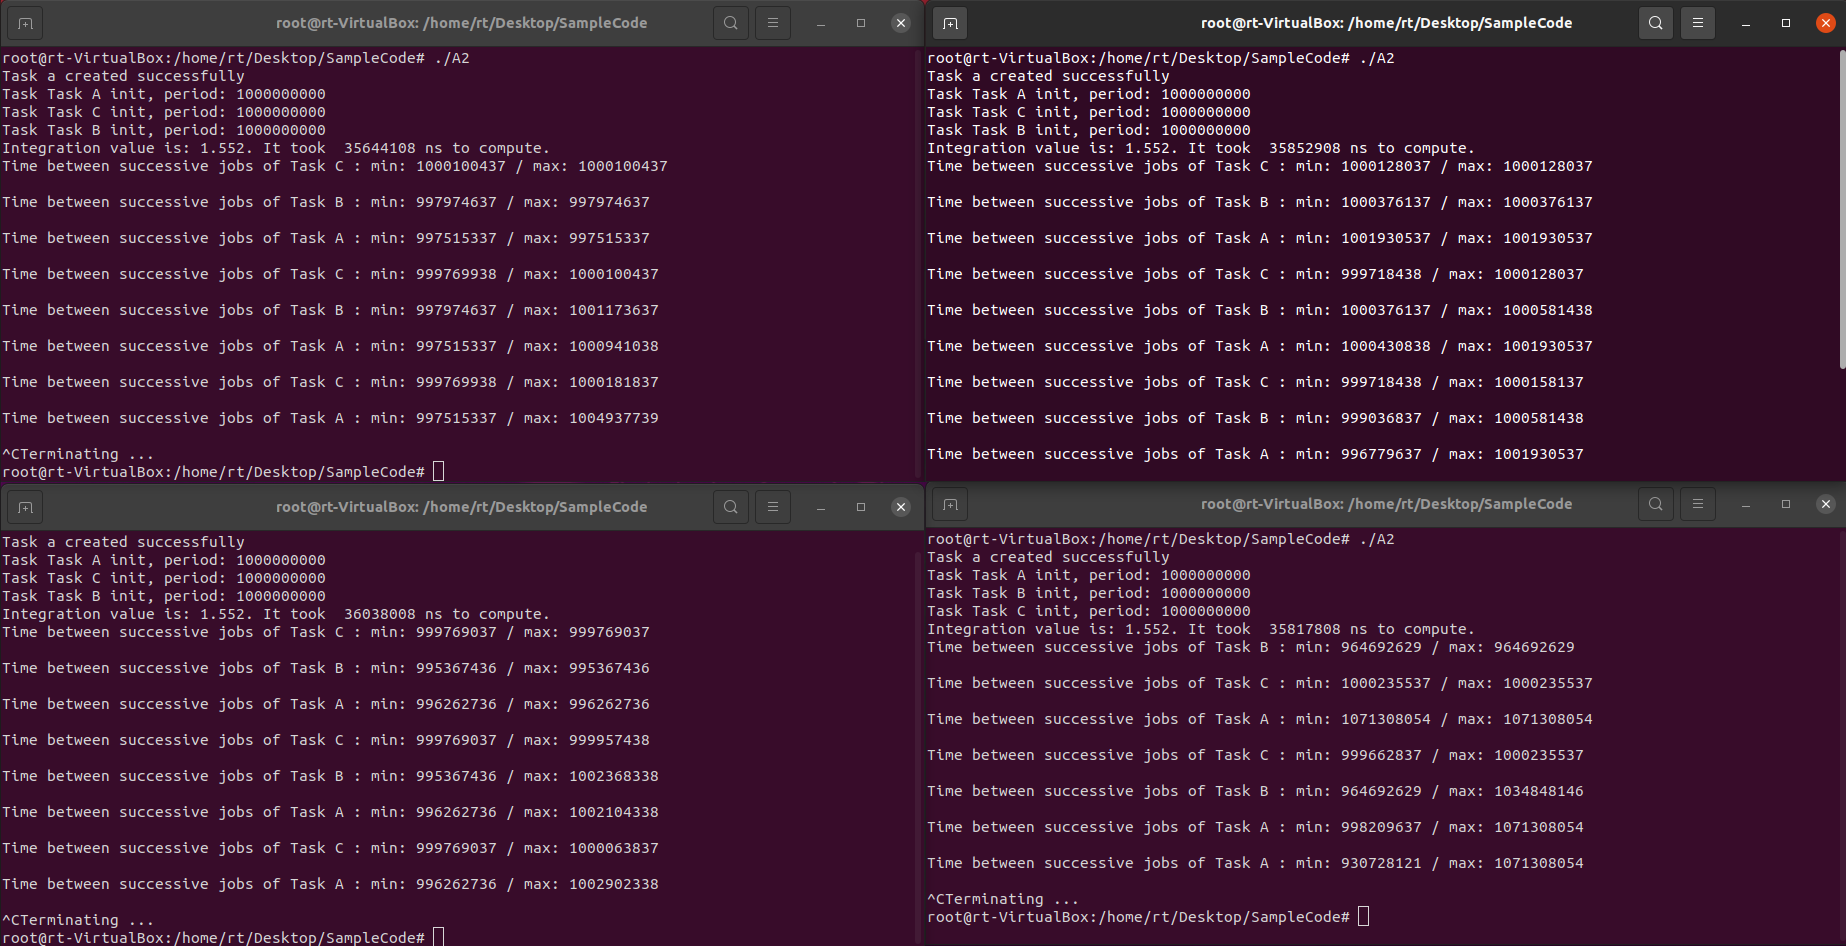 root@rt-VirtualBox: /home/rt/Desktop/SampleCode
root@rt-VirtualBox:/home/rt/Desktop/SampleCode# ./A2
Task a created successfully
Task Task A init, period: 1000000000
Task Task C init, period: 1000000000
Task Task B init, period: 1000000000
Integration value is: 1.552. It took  35644108 ns to compute.
Time between successive jobs of Task C : min: 1000100437 / max: 1000100437
Time between successive jobs of Task B : min: 997974637 / max: 997974637
Time between successive jobs of Task A : min: 997515337 / max: 997515337
Time between successive jobs of Task C : min: 999769938 / max: 1000100437
Time between successive jobs of Task B : min: 997974637 / max: 1001173637
Time between successive jobs of Task A : min: 997515337 / max: 1000941038
Time between successive jobs of Task C : min: 999769938 / max: 1000181837
Time between successive jobs of Task A : min: 997515337 / max: 1004937739
^CTerminating ...
root@rt-VirtualBox:/home/rt/Desktop/SampleCode#
root@rt-VirtualBox: /home/rt/Desktop/SampleCode
root@rt-VirtualBox:/home/rt/Desktop/SampleCode# ./A2
Task a created successfully
Task Task A init, period: 1000000000
Task Task C init, period: 1000000000
Task Task B init, period: 1000000000
Integration value is: 1.552. It took  35852908 ns to compute.
Time between successive jobs of Task C : min: 1000128037 / max: 1000128037
Time between successive jobs of Task B : min: 1000376137 / max: 1000376137
Time between successive jobs of Task A : min: 1001930537 / max: 1001930537
Time between successive jobs of Task C : min: 999718438 / max: 1000128037
Time between successive jobs of Task B : min: 1000376137 / max: 1000581438
Time between successive jobs of Task A : min: 1000430838 / max: 1001930537
Time between successive jobs of Task C : min: 999718438 / max: 1000158137
Time between successive jobs of Task B : min: 999036837 / max: 1000581438
Time between successive jobs of Task A : min: 996779637 / max: 1001930537
root@rt-VirtualBox: /home/rt/Desktop/SampleCode
Task a created successfully
Task Task A init, period: 1000000000
Task Task C init, period: 1000000000
Task Task B init, period: 1000000000
Integration value is: 1.552. It took  36038008 ns to compute.
Time between successive jobs of Task C : min: 999769037 / max: 999769037
Time between successive jobs of Task B : min: 995367436 / max: 995367436
Time between successive jobs of Task A : min: 996262736 / max: 996262736
Time between successive jobs of Task C : min: 999769037 / max: 999957438
Time between successive jobs of Task B : min: 995367436 / max: 1002368338
Time between successive jobs of Task A : min: 996262736 / max: 1002104338
Time between successive jobs of Task C : min: 999769037 / max: 1000063837
Time between successive jobs of Task A : min: 996262736 / max: 1002902338
^CTerminating ...
root@rt-VirtualBox:/home/rt/Desktop/SampleCode#
root@rt-VirtualBox: /home/rt/Desktop/SampleCode
root@rt-VirtualBox:/home/rt/Desktop/SampleCode# ./A2
Task a created successfully
Task Task A init, period: 1000000000
Task Task B init, period: 1000000000
Task Task C init, period: 1000000000
Integration value is: 1.552. It took  35817808 ns to compute.
Time between successive jobs of Task B : min: 964692629 / max: 964692629
Time between successive jobs of Task C : min: 1000235537 / max: 1000235537
Time between successive jobs of Task A : min: 1071308054 / max: 1071308054
Time between successive jobs of Task C : min: 999662837 / max: 1000235537
Time between successive jobs of Task B : min: 964692629 / max: 1034848146
Time between successive jobs of Task A : min: 998209637 / max: 1071308054
Time between successive jobs of Task A : min: 930728121 / max: 1071308054
^CTerminating ...
root@rt-VirtualBox:/home/rt/Desktop/SampleCode#